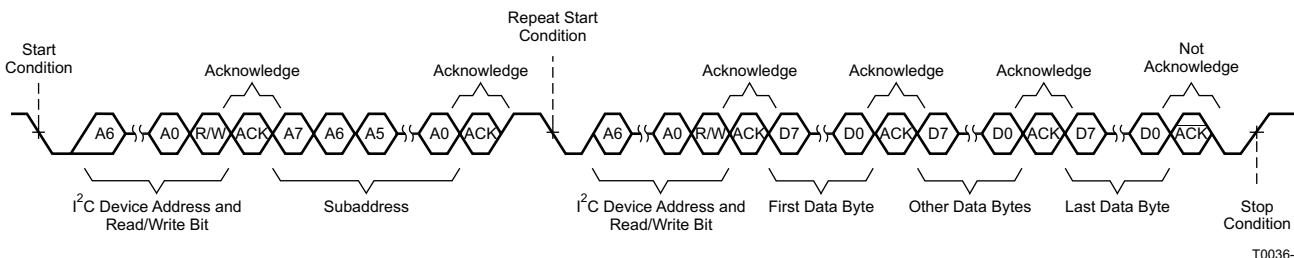 Repeat Start
Condition
Start
Condition
Not
Acknowledge
Acknowledge
Acknowledge
Acknowledge
Acknowledge
Acknowledge
A6 A0 R/W ACK A7 A6 A5 A0 ACK A6 A0 R/W ACK D7 D0 ACK D7 D0 ACK D7 D0 ACK
I2C Device Address and
Read/Write Bit
Subaddress
I2C Device Address and
Read/Write Bit
First Data Byte
Other Data Bytes
Last Data Byte
Stop
Condition
T0036-